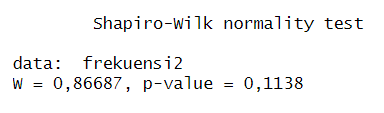 Shapiro-Wilk normality test
data:  frekuensi2
W = 0,86687, p-value = 0,1138